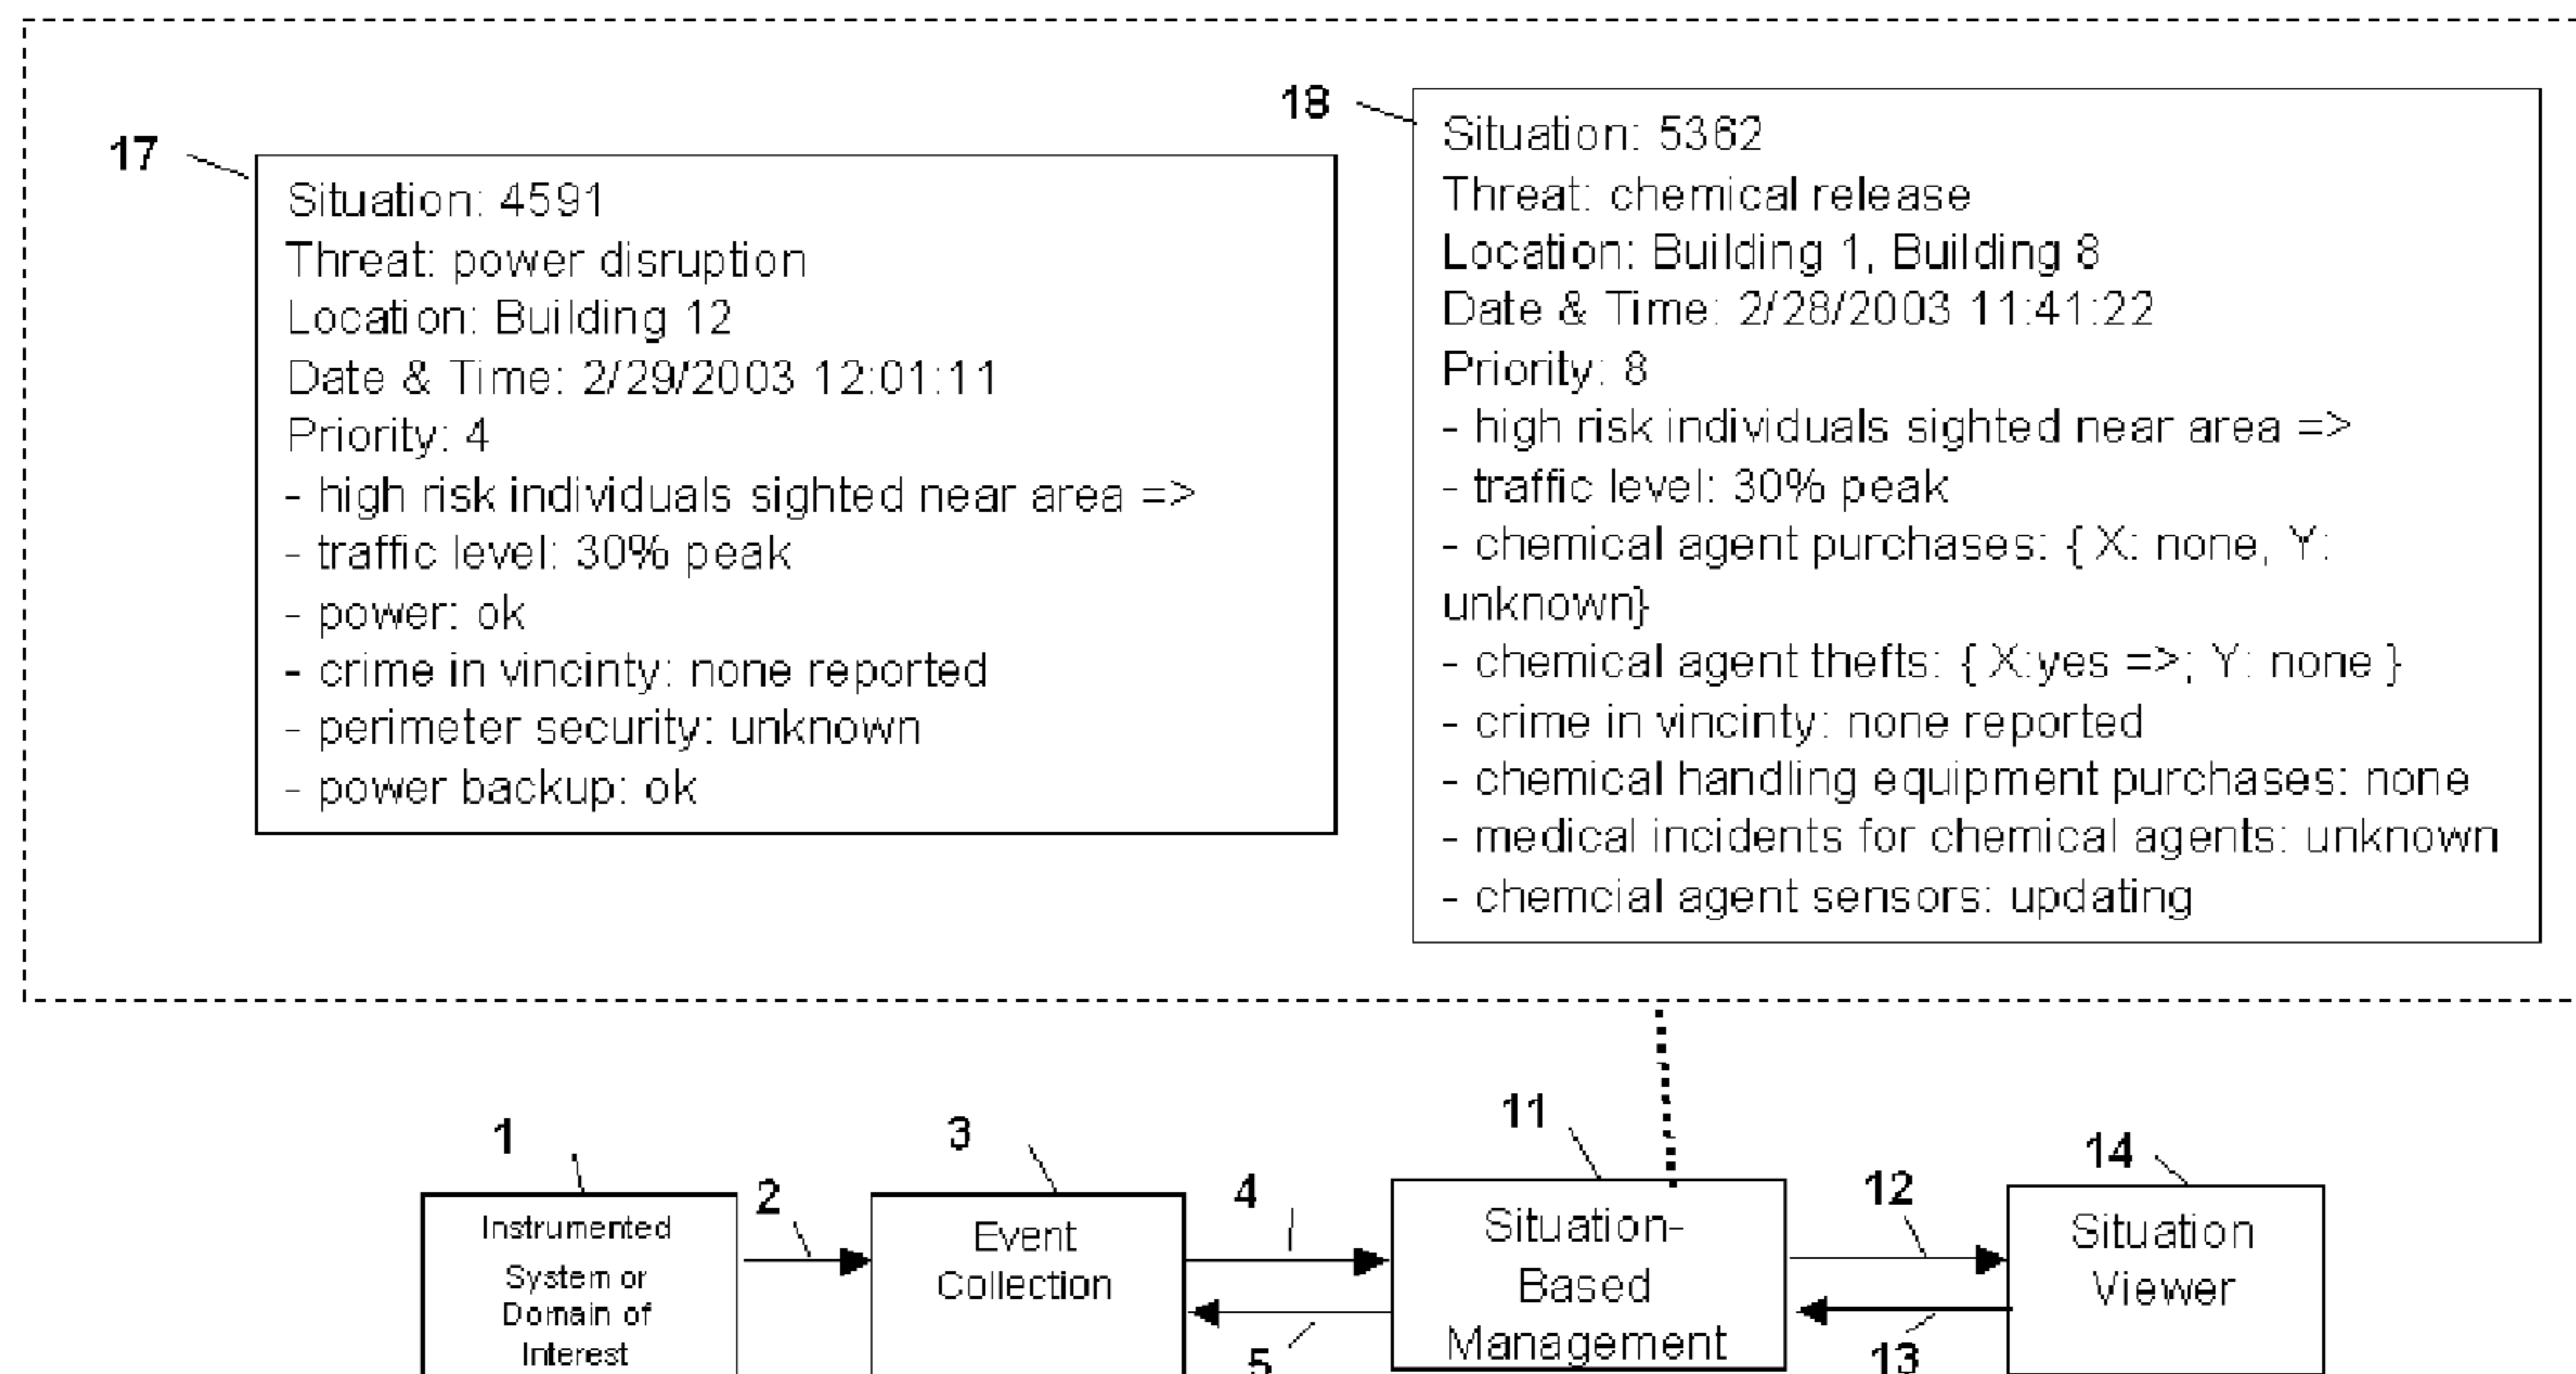 17
Situation: 4591
Threat: power disruption
Location: Building 12
Date & Time: 2/29/2003 12:01:11
Priority: 4
- high risk individuals sighted near area =>
- traffic level: 30% peak
- power: ok
- crime in vincinty: none reported
- perimeter security: unknown
- power backup: ok
18
Situation: 5362
Threat: chemical release
Location: Building 1, Building 8
Date & Time: 2/28/2003 11:41:22
Priority: 8
- high risk individuals sighted near area =>
- traffic level: 30% peak
- chemical agent purchases: { X: none, Y:
unknown}
- chemical agent thefts: { X:yes =>; Y: none }
- crime in vincinty: none reported
- chemical handling equipment purchases: none
- medical incidents for chemical agents: unknown
- chemcial agent sensors: updating
1
Instrumented
System or
Domain of
Interest
2
3
Event
Collection
4
5
11
Situation-
Based
Management
12
13
14
Situation
Viewer